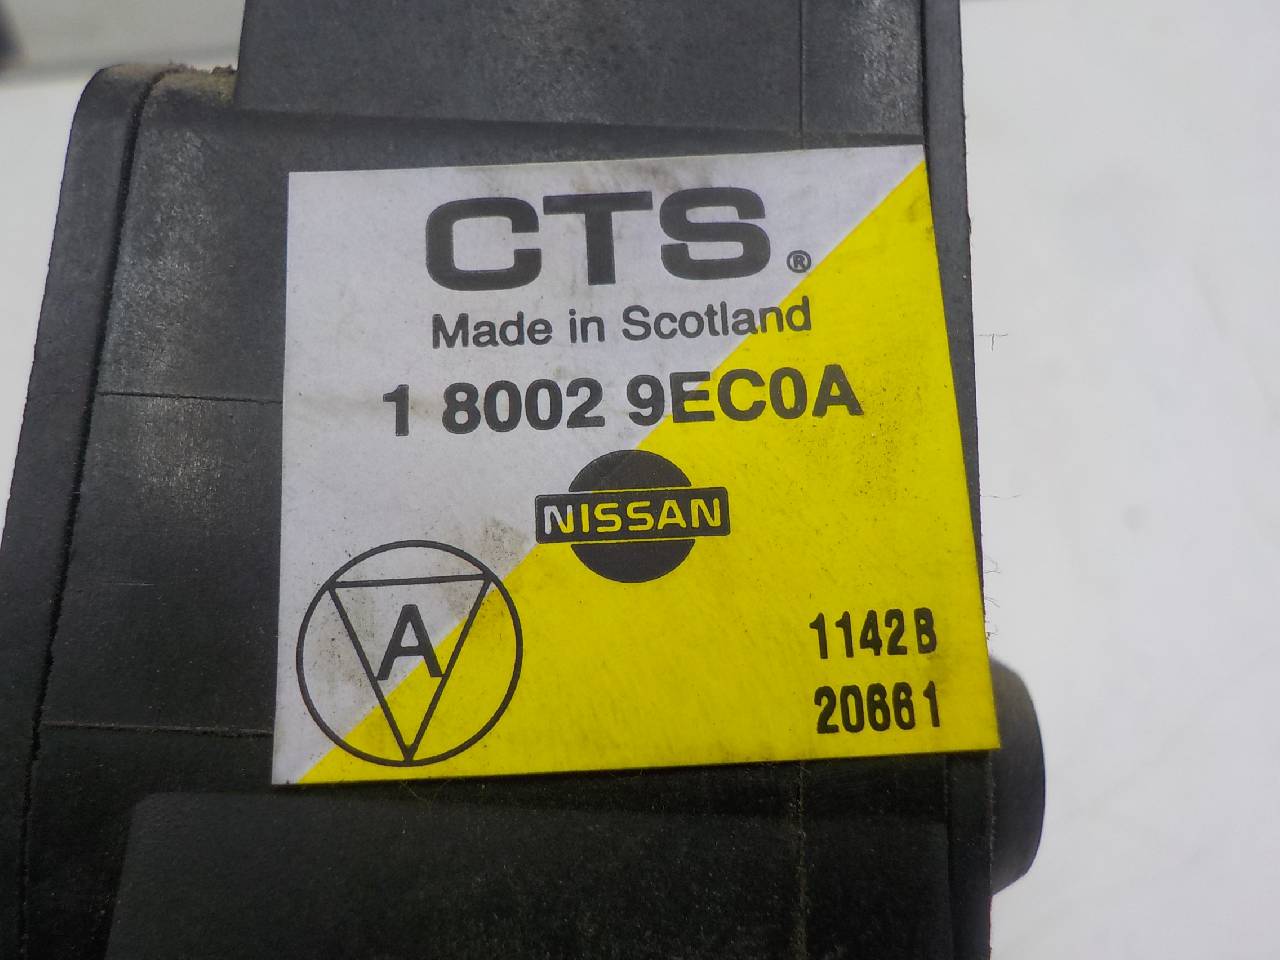 CTS®
Made in Scotland
1 8002 9EC0A
NISSAN
A
1142B
20661